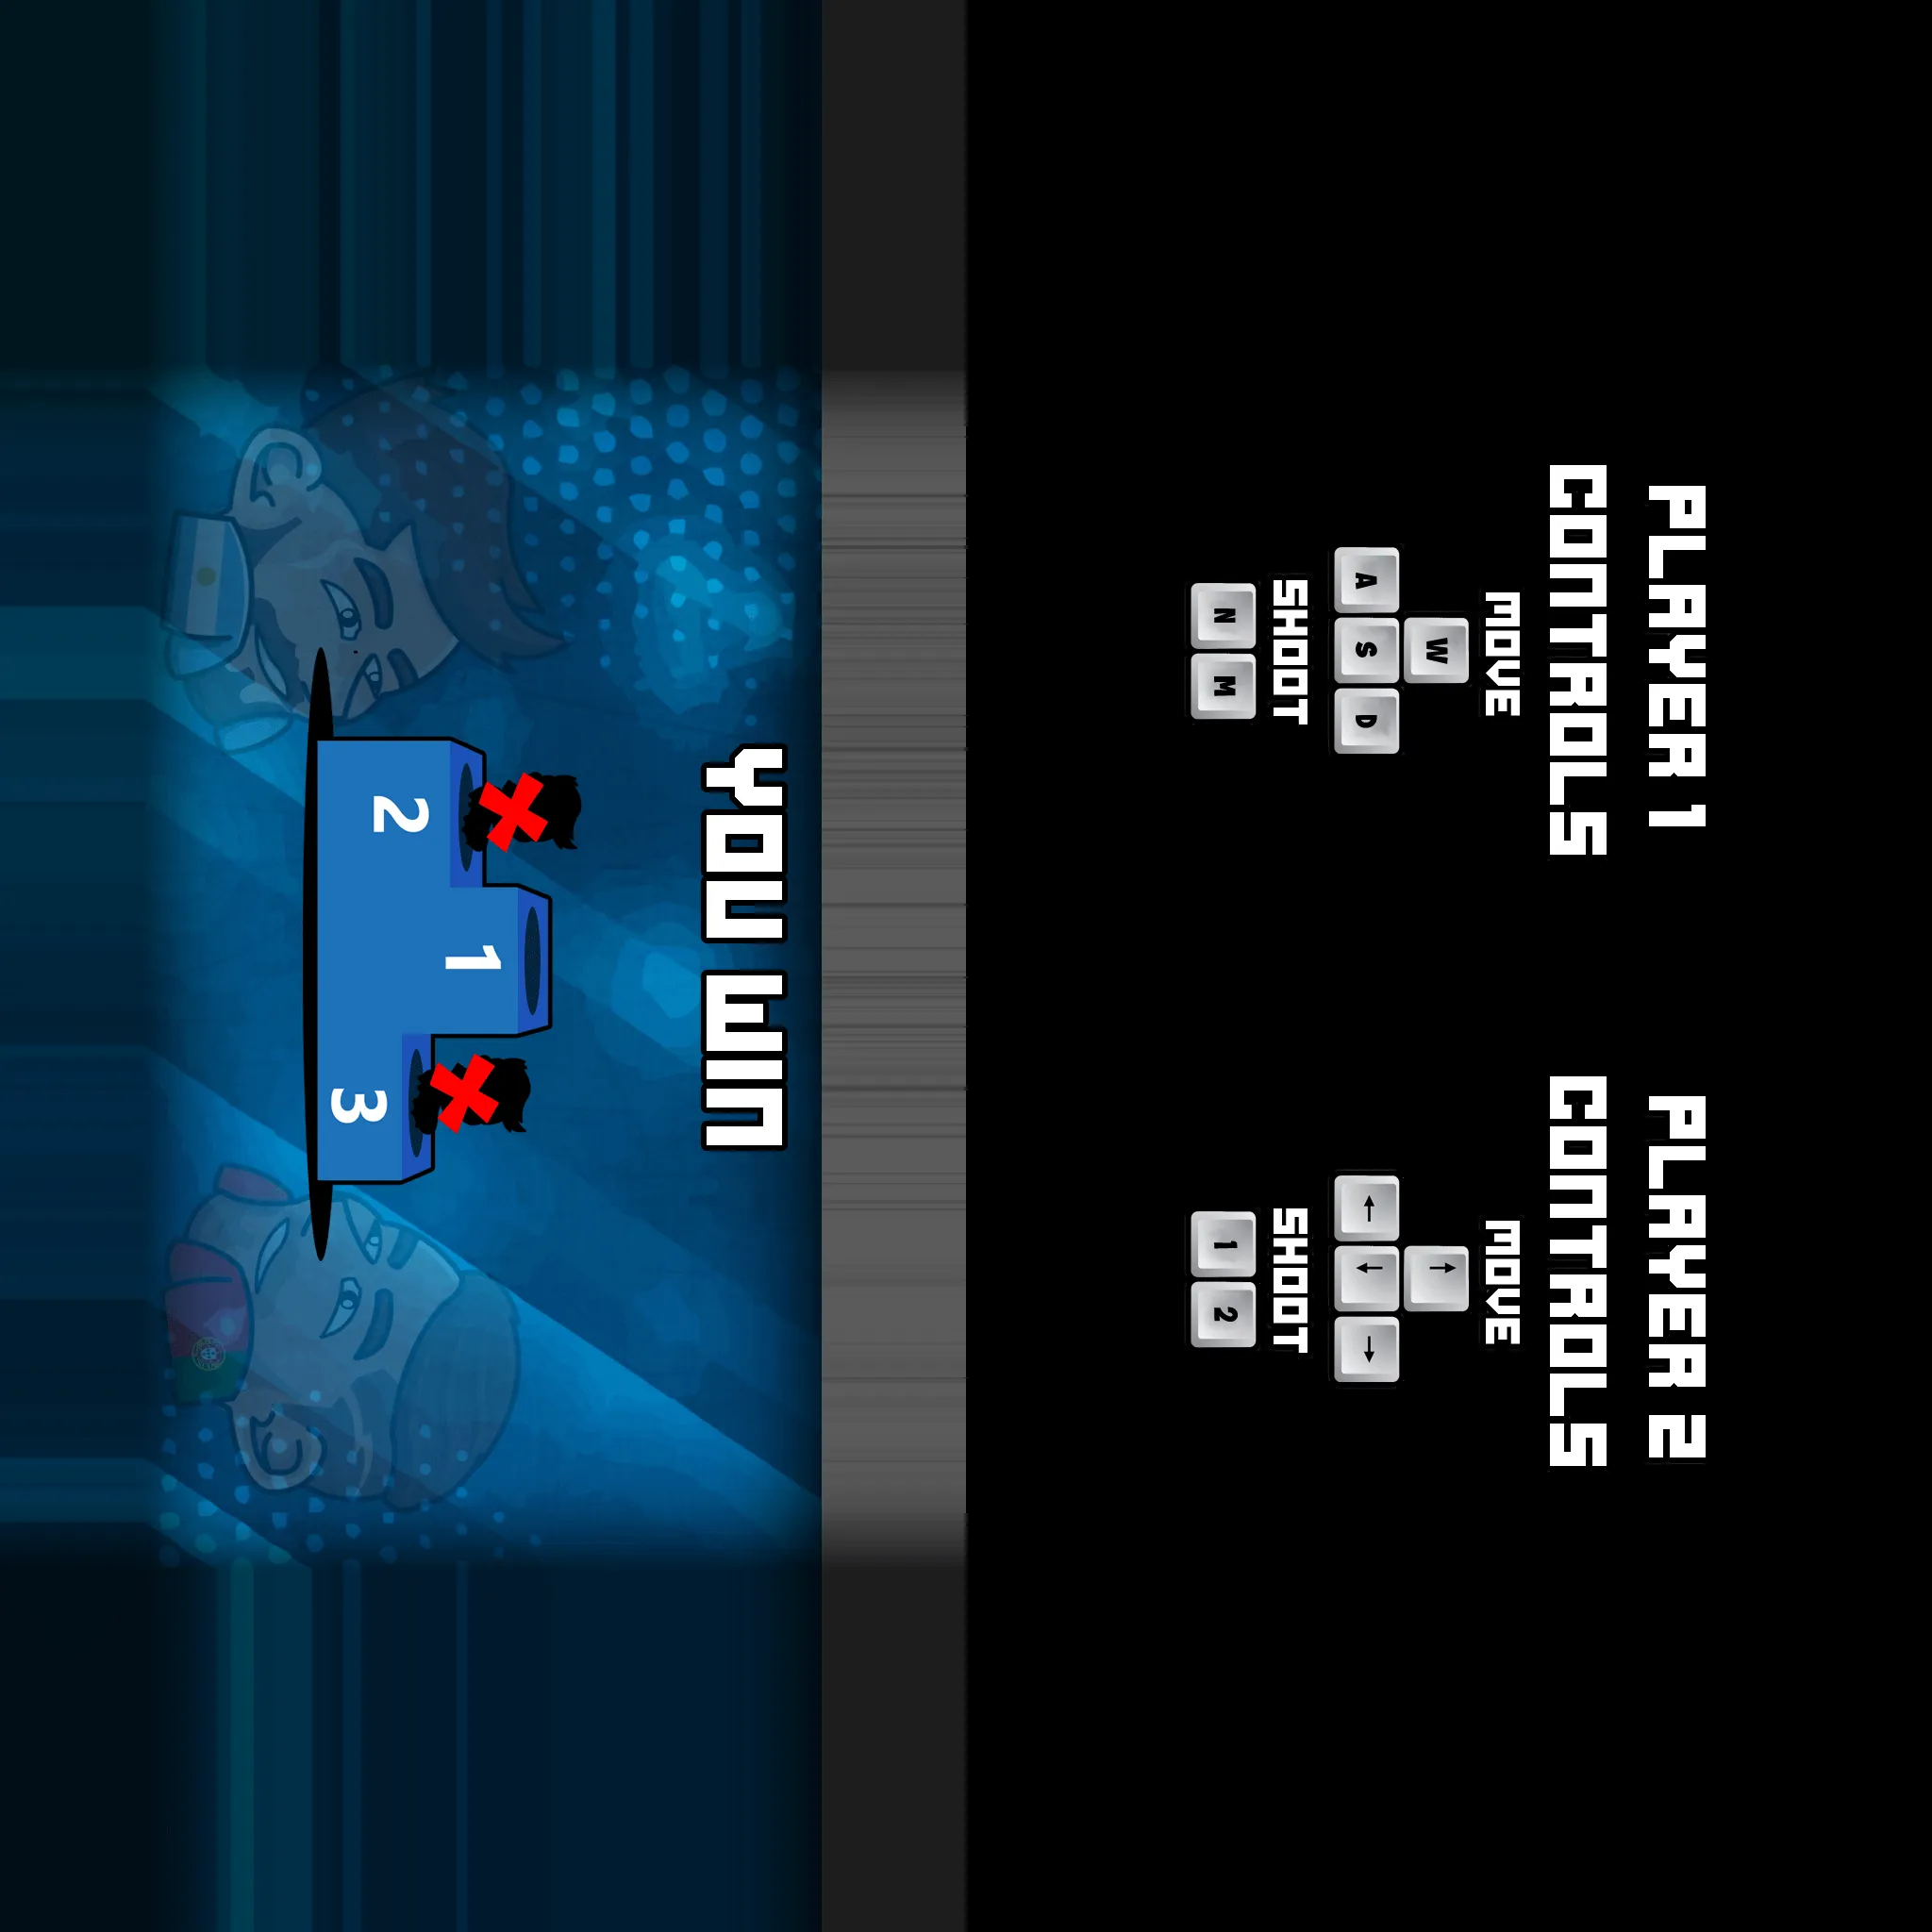 PLAYER 1
CONTROLS
MOVE
W
A S D
SHOOT
N M
PLAYER 2
CONTROLS
MOVE
↑
← ↓ →
SHOOT
1 2
YOU WIN
1
2
3